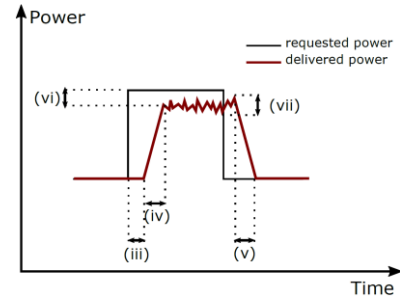 Power
requested power
delivered power
(vi)
(vii)
(iv)
(iii)
(v)
Time